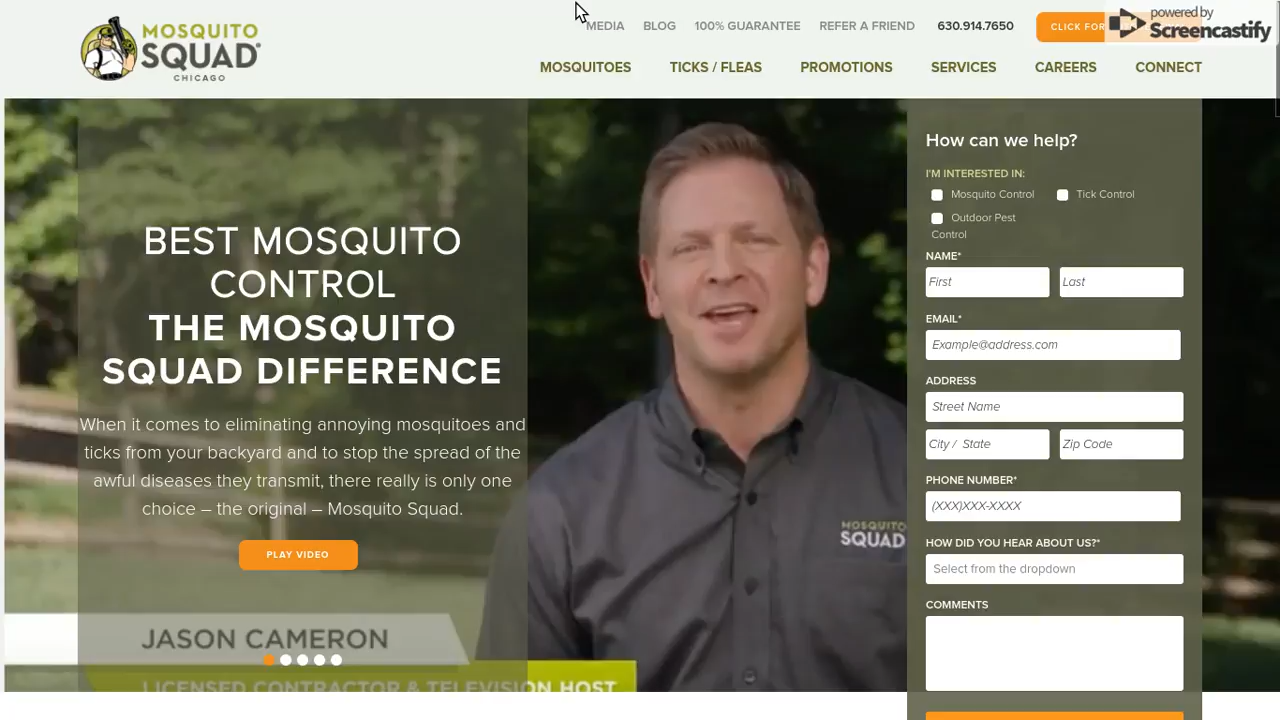 MOSQUITO
SQUAD
CHICAGO
MEDIA BLOG 100% GUARANTEE REFER A FRIEND 630.914.7650 CLICK FOR
powered by
Screencastify
MOSQUITOES TICKS / FLEAS PROMOTIONS SERVICES CAREERS CONNECT
BEST MOSQUITO
CONTROL
THE MOSQUITO
SQUAD DIFFERENCE
When it comes to eliminating annoying mosquitoes and
ticks from your backyard and to stop the spread of the
awful diseases they transmit, there really is only one
choice – the original – Mosquito Squad.
PLAY VIDEO
JASON CAMERON
LICENSED CONTRACTOR & TELEVISION HOST
MOSQUITO
SQUAD
How can we help?
I'M INTERESTED IN:
Mosquito Control Tick Control
Outdoor Pest
Control
NAME*
First Last
EMAIL*
Example@address.com
ADDRESS
Street Name
City / State Zip Code
PHONE NUMBER*
(XXX)XXX-XXXX
HOW DID YOU HEAR ABOUT US?*
Select from the dropdown
COMMENTS